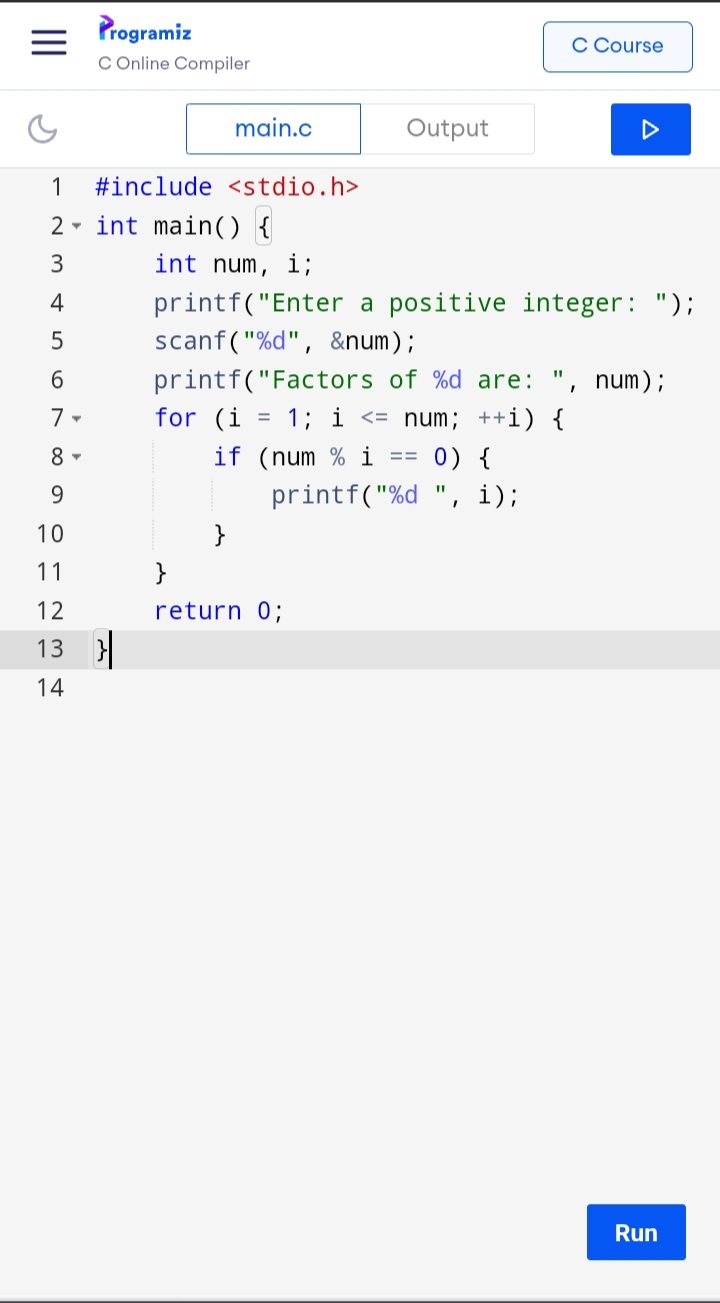 Programiz
C Online Compiler
C Course
main.c
Output
1 #include <stdio.h>
2 int main() {
3     int num, i;
4     printf("Enter a positive integer: ");
5     scanf("%d", &num);
6     printf("Factors of %d are: ", num);
7     for (i = 1; i <= num; ++i) {
8         if (num % i == 0) {
9             printf("%d ", i);
10         }
11     }
12     return 0;
13 }
14
Run